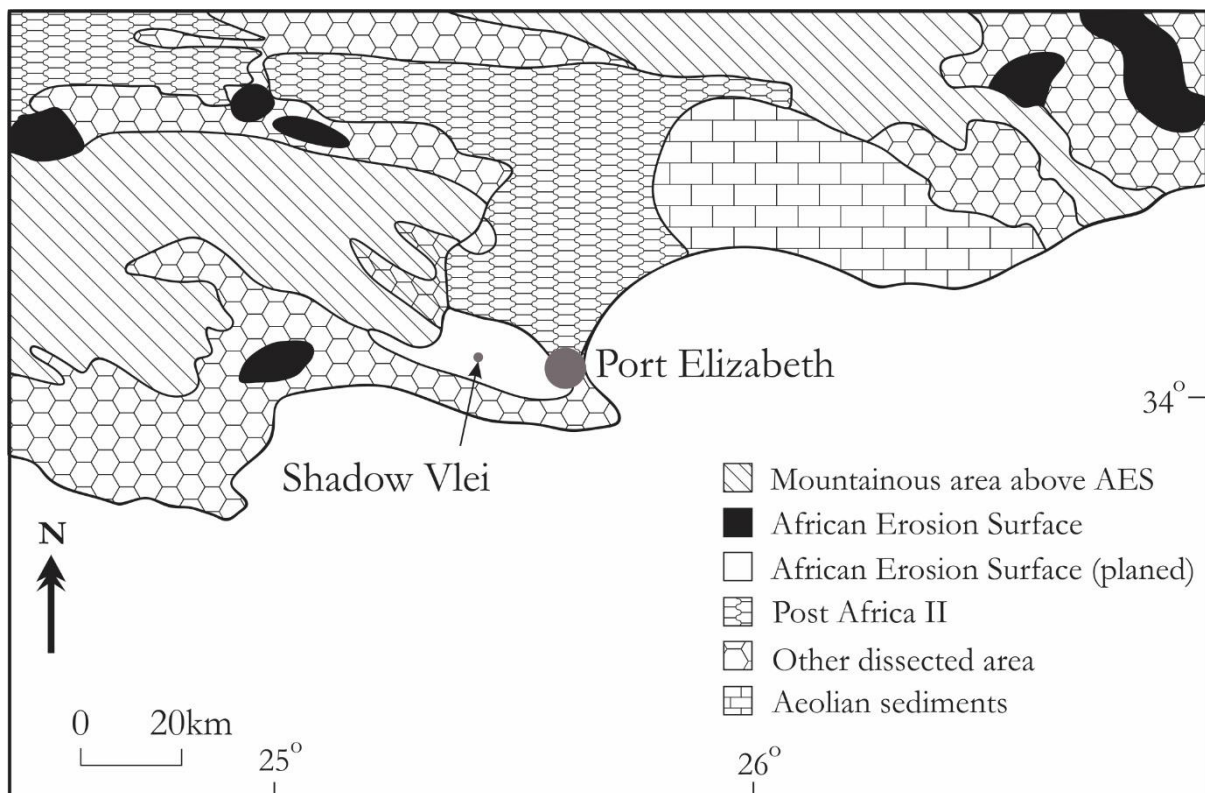 Port Elizabeth
34°
Shadow Vlei
Mountainous area above AES
African Erosion Surface
African Erosion Surface (planed)
Post Africa II
Other dissected area
Aeolian sediments
N
0 20km
25°
26°